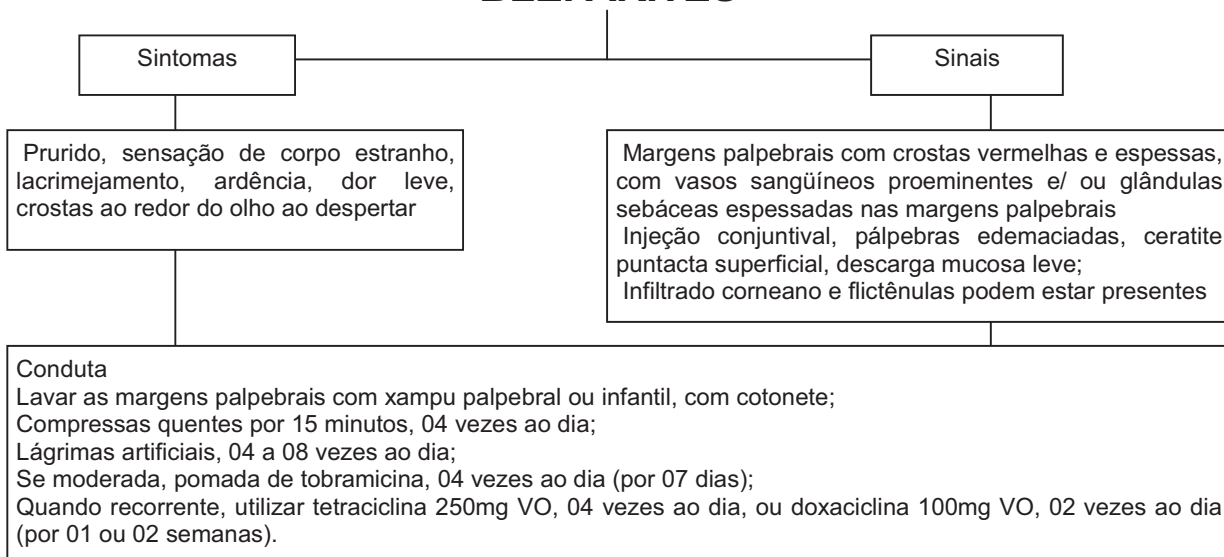 Sintomas
Sinais
Prurido, sensação de corpo estranho,
lacrimejamento, ardência, dor leve,
crostas ao redor do olho ao despertar
Margens palpebrais com crostas vermelhas e espessas,
com vasos sangüíneos proeminentes e/ ou glândulas
sebáceas espessadas nas margens palpebrais
Injeção conjuntival, pálpebras edemaciadas, ceratite
puntacta superficial, descarga mucosa leve;
Infiltrado corneano e flictênulas podem estar presentes
Conduta
Lavar as margens palpebrais com xampu palpebral ou infantil, com cotonete;
Compressas quentes por 15 minutos, 04 vezes ao dia;
Lágrimas artificiais, 04 a 08 vezes ao dia;
Se moderada, pomada de tobramicina, 04 vezes ao dia (por 07 dias);
Quando recorrente, utilizar tetraciclina 250mg VO, 04 vezes ao dia, ou doxaciclina 100mg VO, 02 vezes ao dia
(por 01 ou 02 semanas).